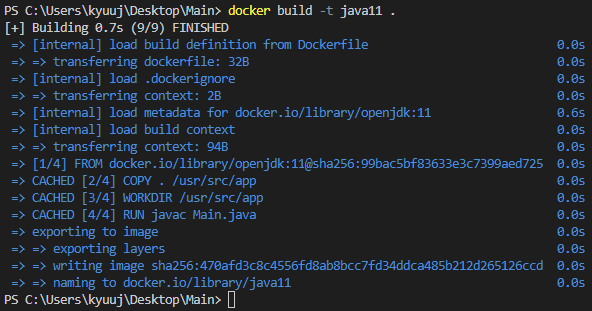 PS C:\Users\kyuuj\Desktop\Main> docker build -t java11 .
[+] Building 0.7s (9/9) FINISHED
=> [internal] load build definition from Dockerfile 0.0s
=> => transferring dockerfile: 32B 0.0s
=> [internal] load .dockerignore 0.0s
=> => transferring context: 2B 0.0s
=> [internal] load metadata for docker.io/library/openjdk:11 0.6s
=> [internal] load build context 0.0s
=> => transferring context: 94B 0.0s
=> [1/4] FROM docker.io/library/openjdk:11@sha256:99bac5bf83633e3c7399aed725 0.0s
=> CACHED [2/4] COPY . /usr/src/app 0.0s
=> CACHED [3/4] WORKDIR /usr/src/app 0.0s
=> CACHED [4/4] RUN javac Main.java 0.0s
=> exporting to image 0.0s
=> => exporting layers 0.0s
=> => writing image sha256:470afd3c8c4556fd8ab8bcc7fd34ddca485b212d265126ccd 0.0s
=> => naming to docker.io/library/java11 0.0s
PS C:\Users\kyuuj\Desktop\Main>